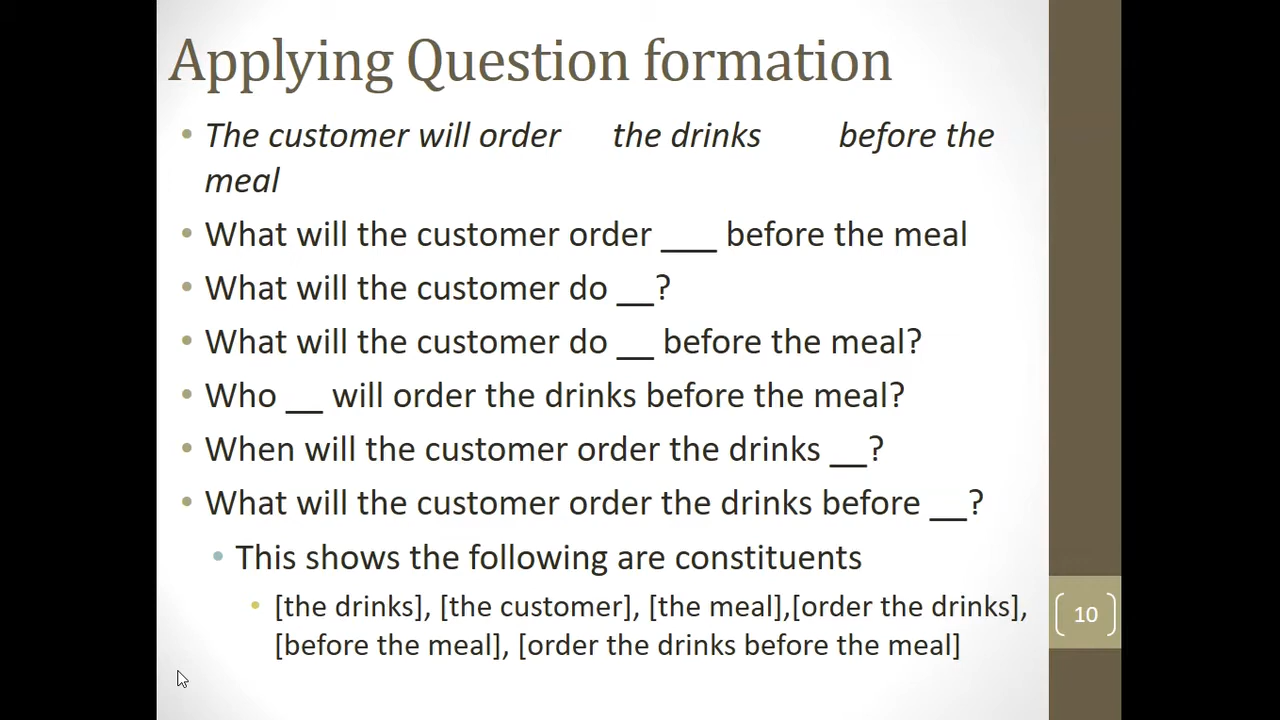 Applying Question formation
• The customer will order the drinks before the
meal
• What will the customer order ___ before the meal
• What will the customer do __?
• What will the customer do __ before the meal?
• Who __ will order the drinks before the meal?
• When will the customer order the drinks __?
• What will the customer order the drinks before __?
• This shows the following are constituents
• [the drinks], [the customer], [the meal],[order the drinks],
[before the meal], [order the drinks before the meal]
10